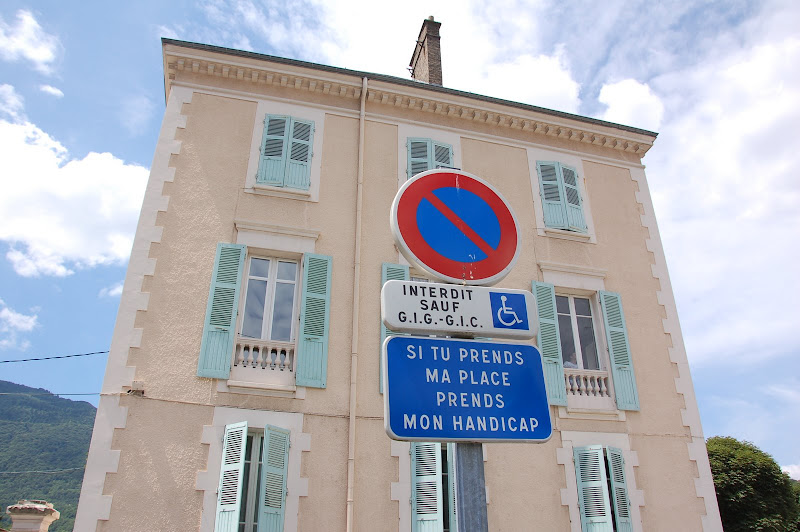 INTERDIT
SAUF
G.I.G.-G.I.C.
SI TU PRENDS
MA PLACE
PRENDS
MON HANDICAP